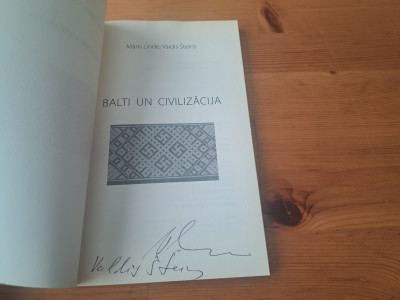 Māris Linde, Valdis Šteins
BALTI UN CIVILIZĀCIJA
Valdis Šteins